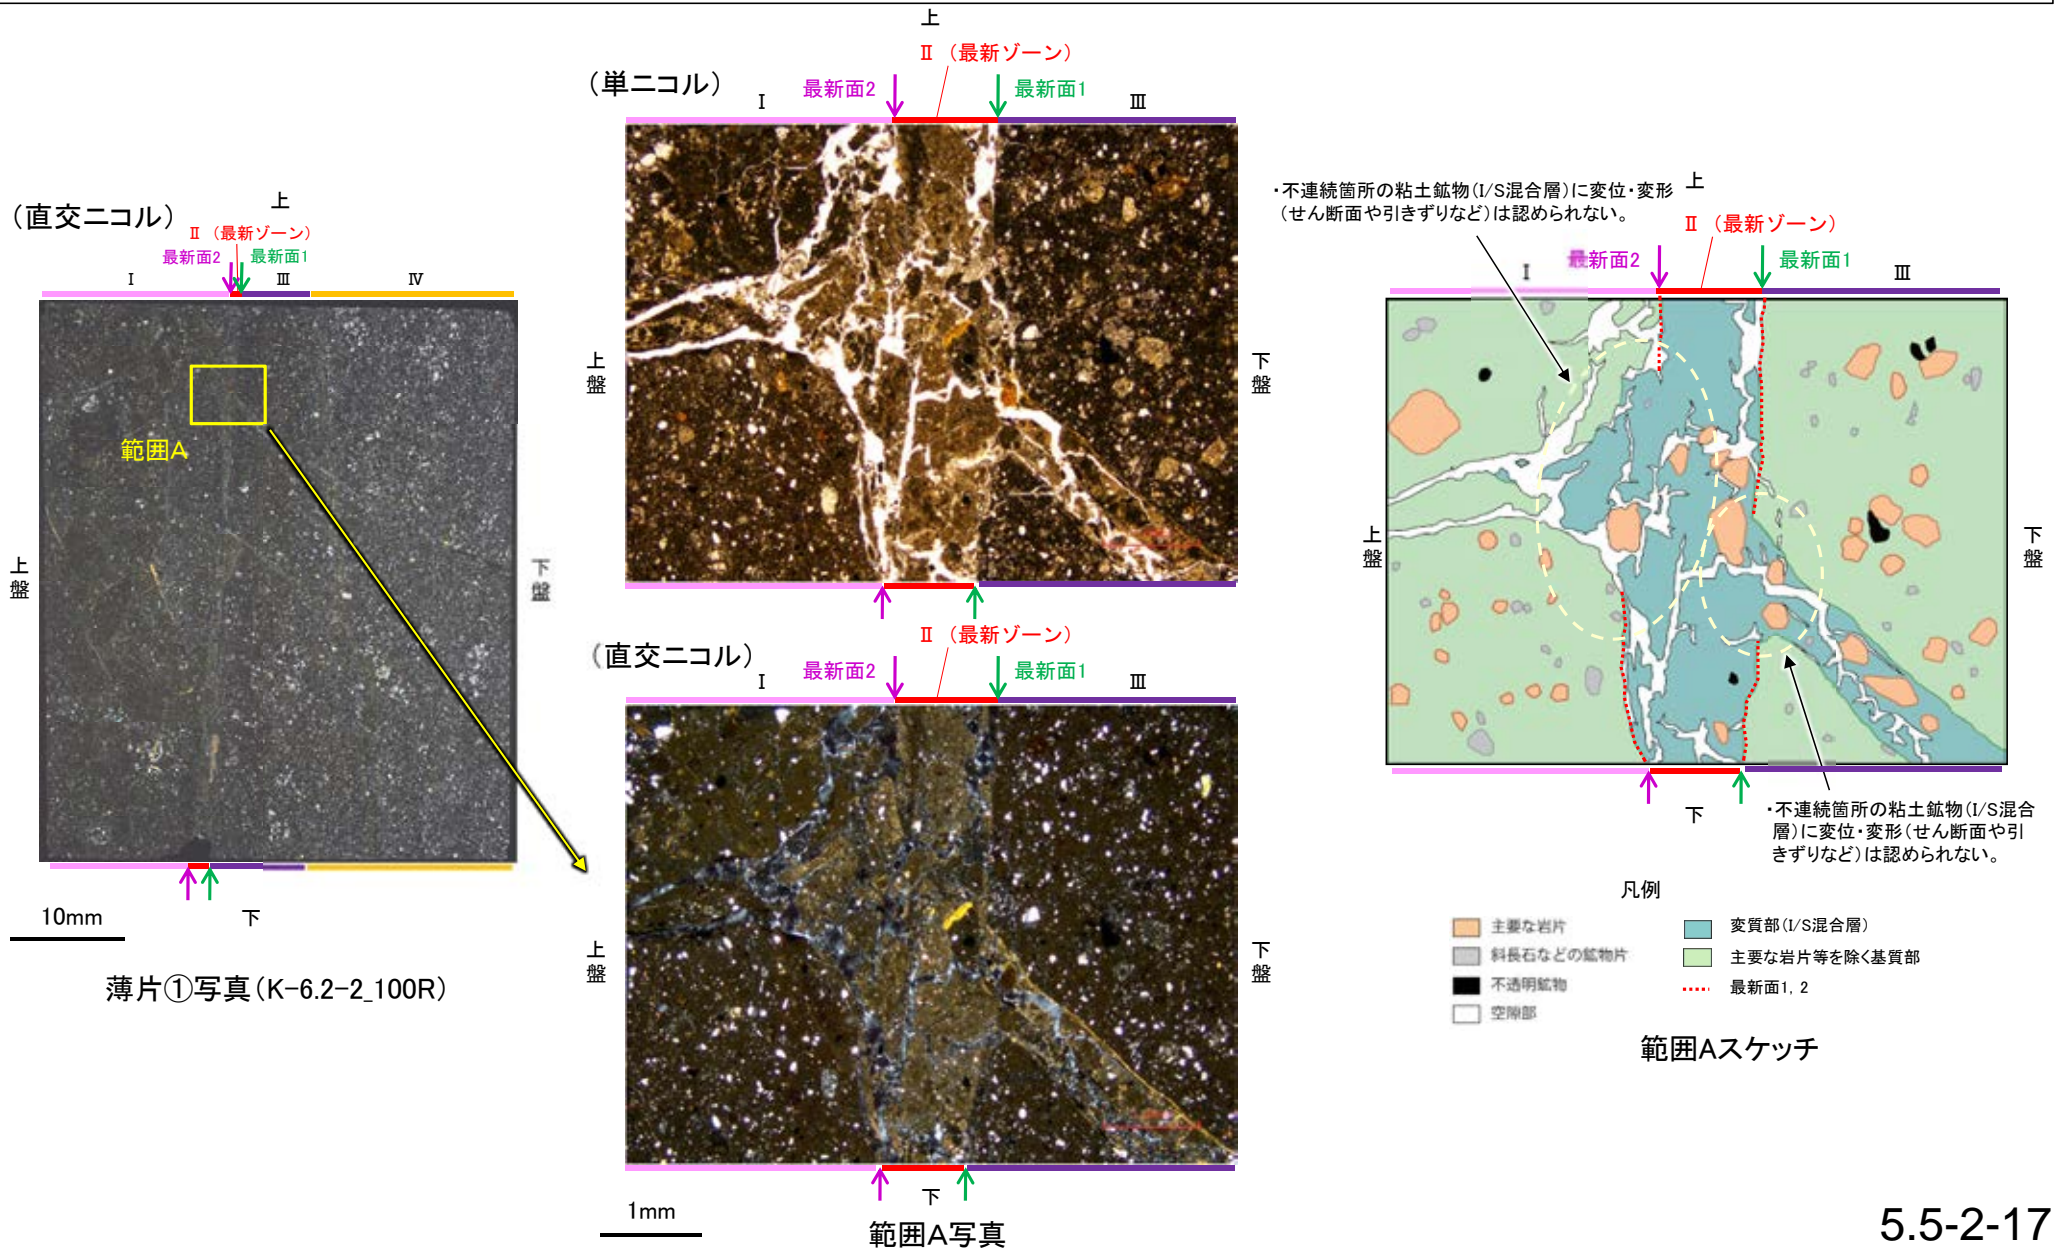 (直交ニコル)
上
Ⅱ (最新ゾーン)
最新面2
最新面1
Ⅰ
Ⅲ
Ⅳ
範囲A
上盤
下盤
10mm
下
薄片①写真(K-6.2-2_100R)
上
(単ニコル)
Ⅱ (最新ゾーン)
最新面2
最新面1
Ⅰ
Ⅲ
上盤
下盤
(直交ニコル)
Ⅱ (最新ゾーン)
最新面2
最新面1
Ⅰ
Ⅲ
上盤
下盤
下
1mm
範囲A写真
・不連続箇所の粘土鉱物(I/S混合層)に変位・変形
(せん断面や引きずりなど)は認められない。
上
Ⅱ (最新ゾーン)
最新面2
最新面1
Ⅰ
Ⅲ
上盤
下盤
下
・不連続箇所の粘土鉱物(I/S混合
層)に変位・変形(せん断面や引
きずりなど)は認められない。
凡例
主要な岩片
斜長石などの鉱物片
不透明鉱物
空隙部
変質部(I/S混合層)
主要な岩片等を除く基質部
最新面1, 2
範囲Aスケッチ
5.5-2-17